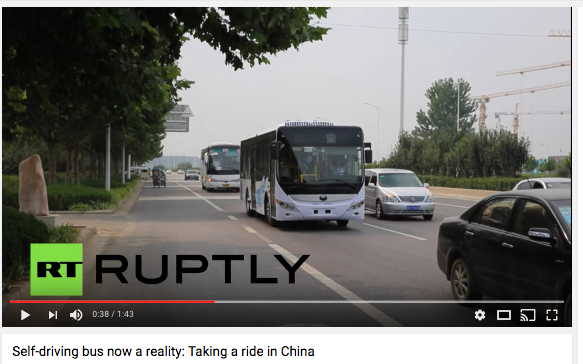 RT RUPTLY
0:38 / 1:43
Self-driving bus now a reality: Taking a ride in China